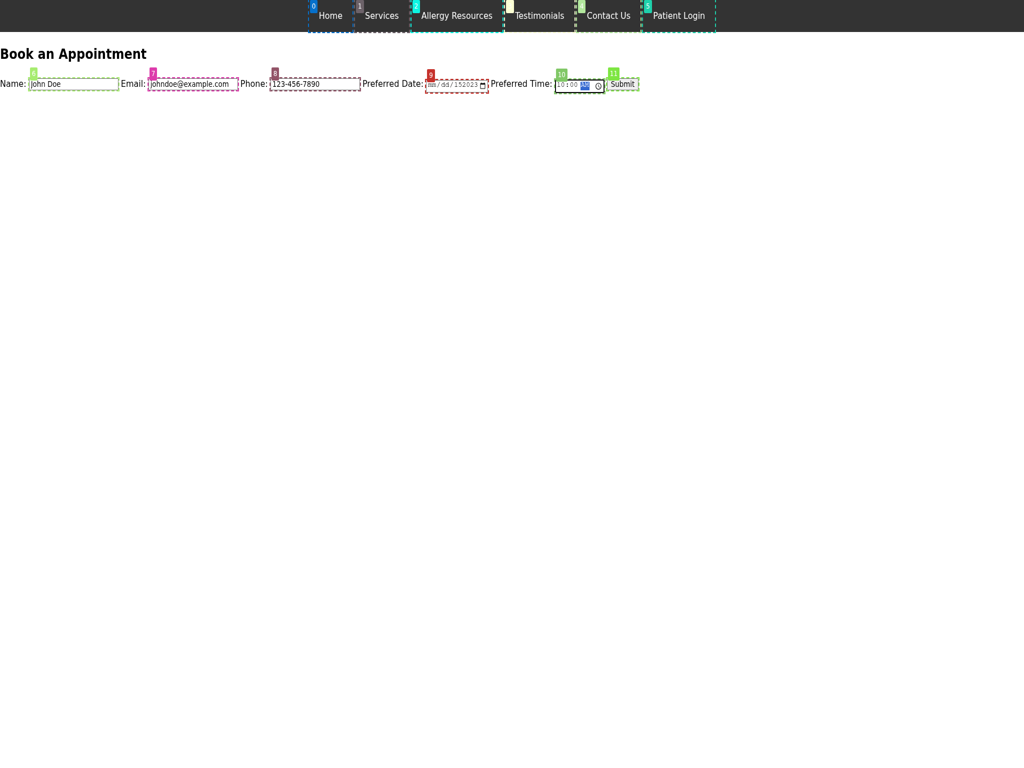 0 Home 1 Services 2 Allergy Resources Testimonials 4 Contact Us 5 Patient Login
Book an Appointment
6 7 8 9 10 11
Name: John Doe Email: johndoe@example.com Phone: 123-456-7890 Preferred Date: mm/dd/152023 Preferred Time: 10:00 AM Submit